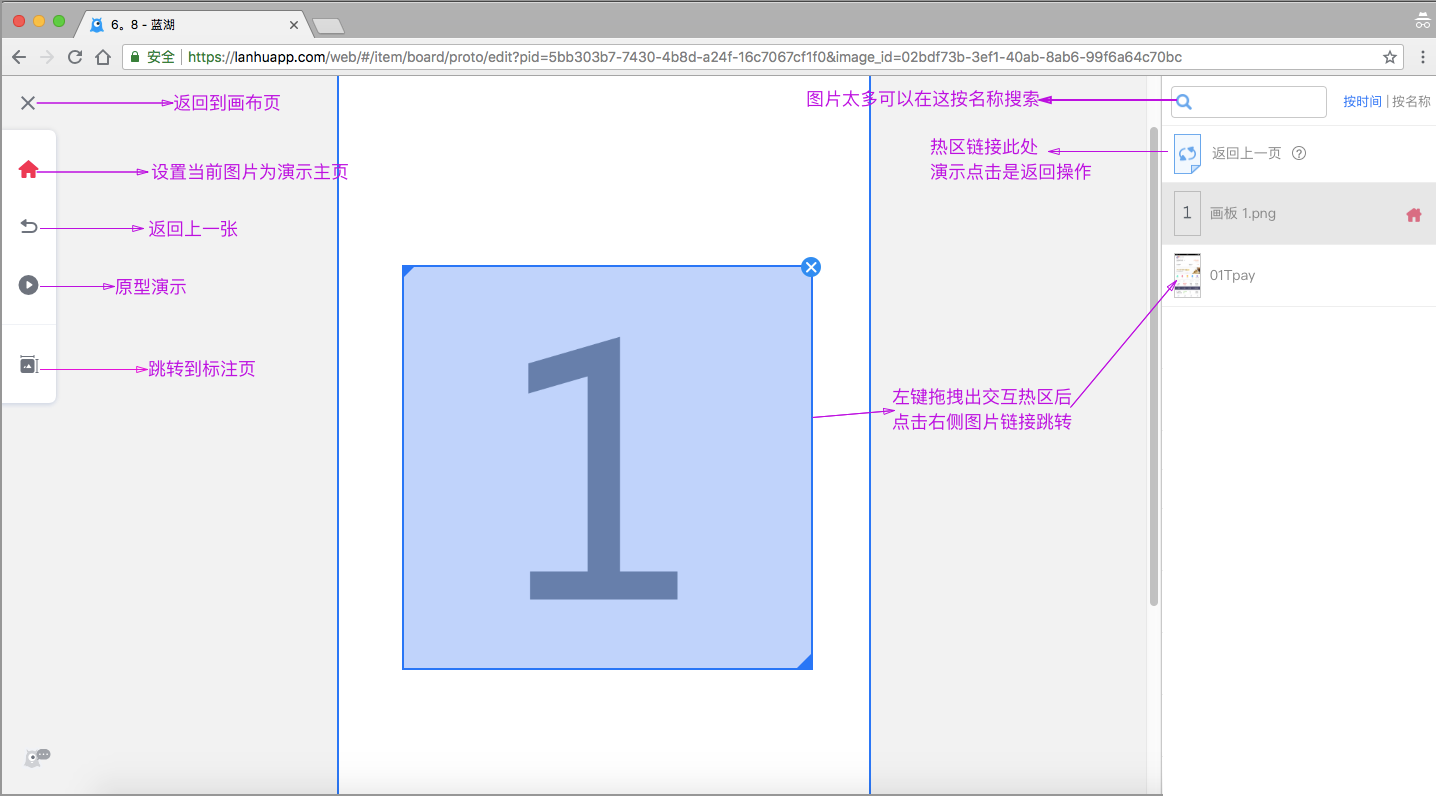 6。8 - 蓝湖
安全 https://lanhuapp.com/web/#/item/board/proto/edit?pid=5bb303b7-7430-4b8d-a24f-16c7067cf1f0&image_id=02bdf73b-3ef1-40ab-8ab6-99f6a64c70bc
返回到画布页
图片太多可以在这按名称搜索
按时间 | 按名称
热区链接此处
演示点击是返回操作
返回上一页
设置当前图片为演示主页
1 画板 1.png
返回上一张
01Tpay
原型演示
跳转到标注页
1
左键拖拽出交互热区后
点击右侧图片链接跳转